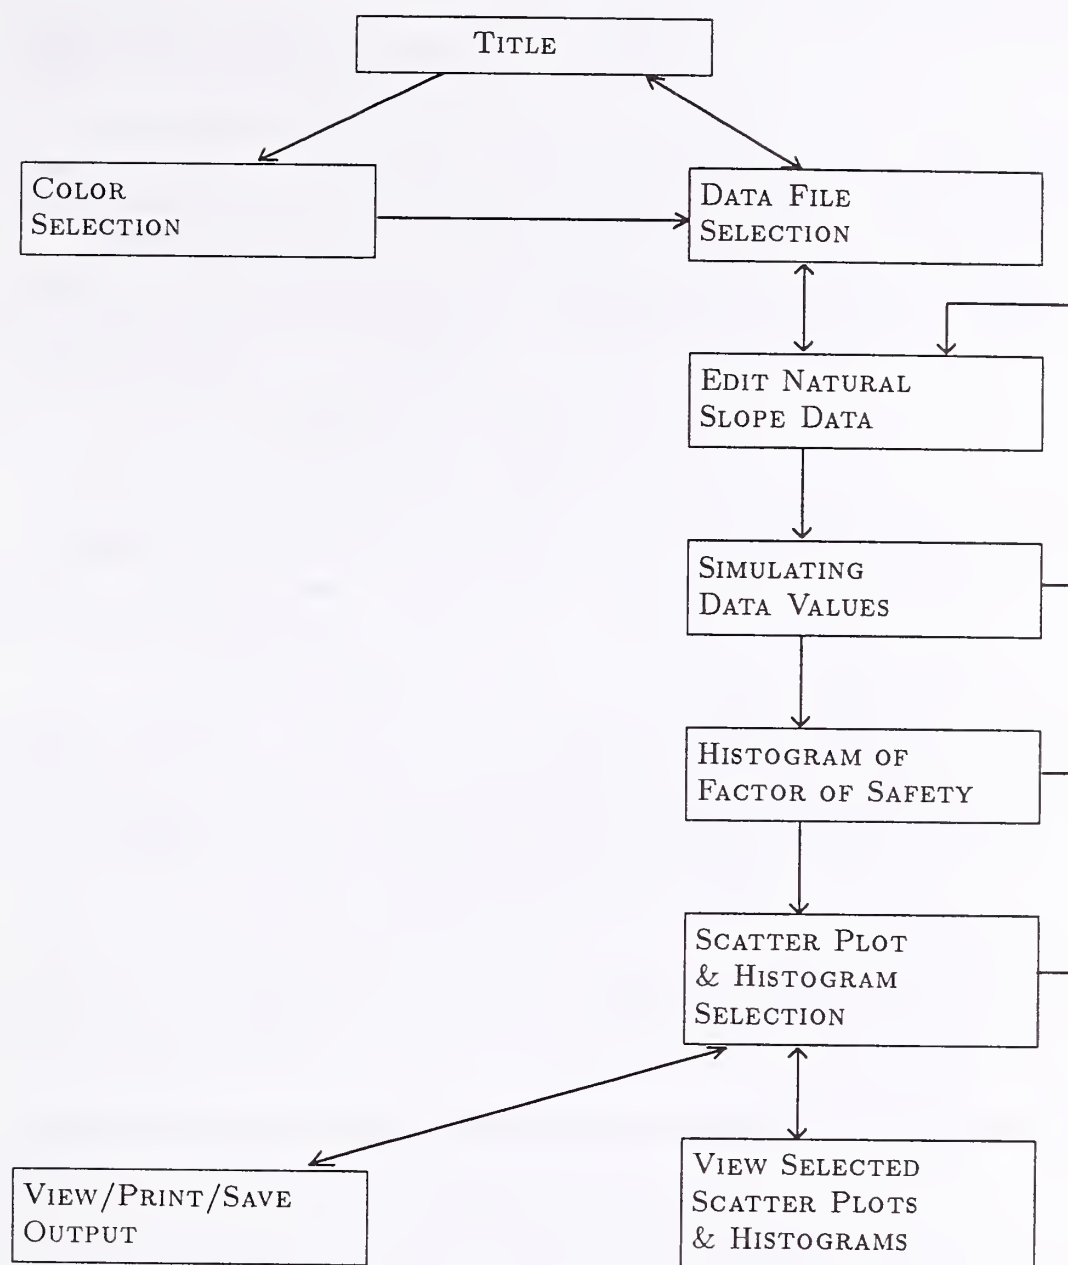 TITLE
COLOR
SELECTION
DATA FILE
SELECTION
EDIT NATURAL
SLOPE DATA
SIMULATING
DATA VALUES
HISTOGRAM OF
FACTOR OF SAFETY
SCATTER PLOT
& HISTOGRAM
SELECTION
VIEW/PRINT/SAVE
OUTPUT
VIEW SELECTED
SCATTER PLOTS
& HISTOGRAMS